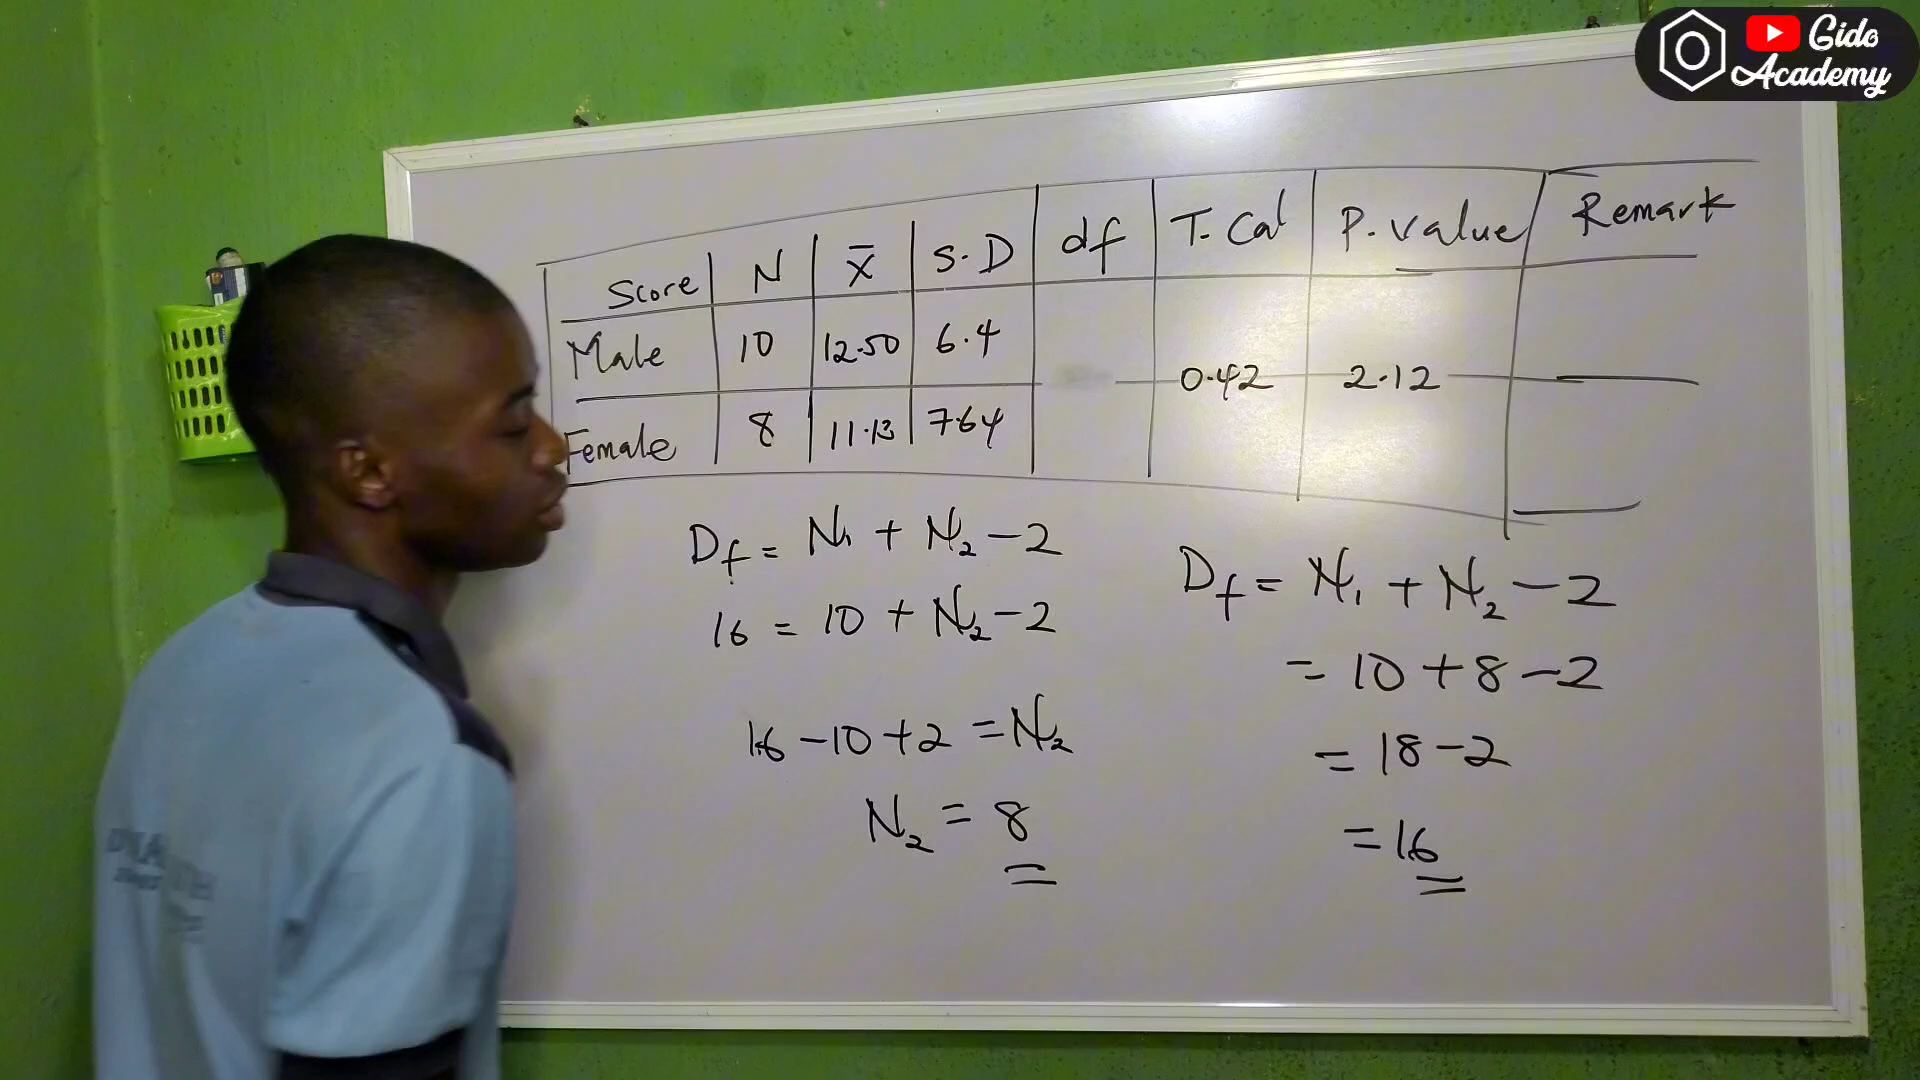 Gido
Academy
Score N x̄ S.D df T. Cal P. Value Remark
Male 10 12.50 6.4
0.42 2.12
Female 8 11.13 7.64
Df = N1 + N2 - 2
16 = 10 + N2 - 2
16 - 10 + 2 = N2
N2 = 8
Df = N1 + N2 - 2
= 10 + 8 - 2
= 18 - 2
= 16